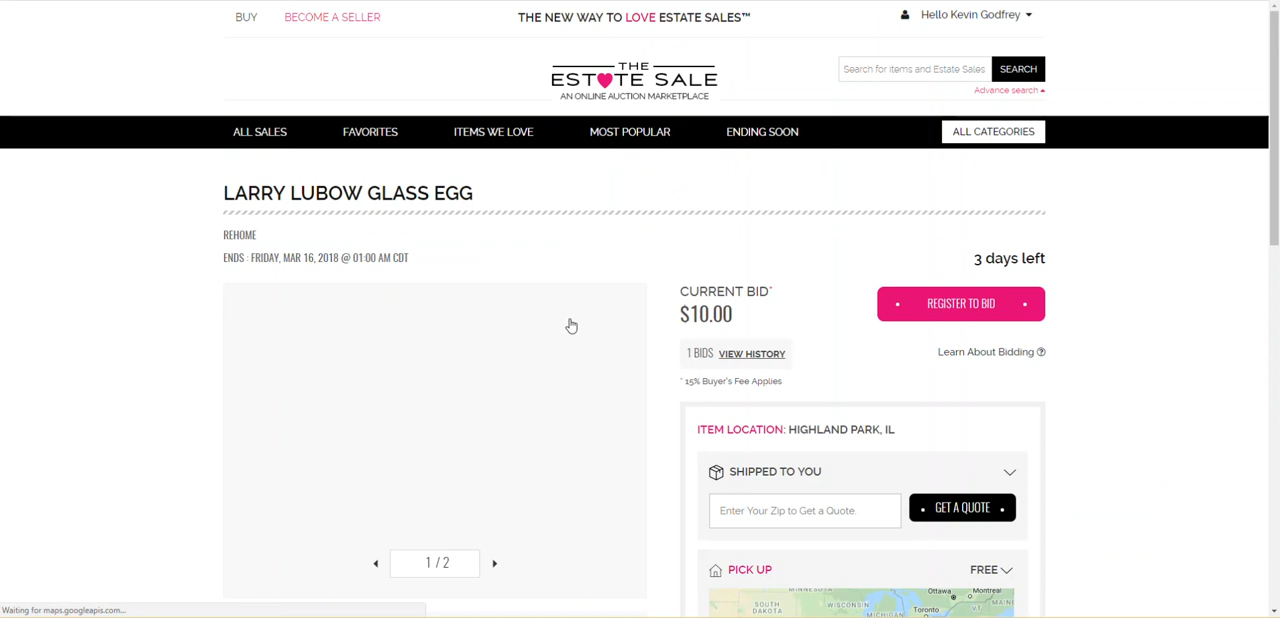 BUY BECOME A SELLER THE NEW WAY TO LOVE ESTATE SALES™ Hello Kevin Godfrey
THE
ESTATE SALE
AN ONLINE AUCTION MARKETPLACE
Search for items and Estate Sales SEARCH
Advance search
ALL SALES FAVORITES ITEMS WE LOVE MOST POPULAR ENDING SOON ALL CATEGORIES
LARRY LUBOW GLASS EGG
REHOME
ENDS : FRIDAY, MAR 16, 2018 @ 01:00 AM CDT
3 days left
CURRENT BID*
$10.00
REGISTER TO BID
1 BIDS VIEW HISTORY
Learn About Bidding
* 15% Buyer's Fee Applies
ITEM LOCATION: HIGHLAND PARK, IL
SHIPPED TO YOU
Enter Your Zip to Get a Quote. GET A QUOTE
1 / 2
PICK UP FREE
MINNESOTA
SOUTH
DAKOTA
WISCONSIN
MICHIGAN
Ottawa
Montreal
Toronto
MAIN
Waiting for maps.googleapis.com...